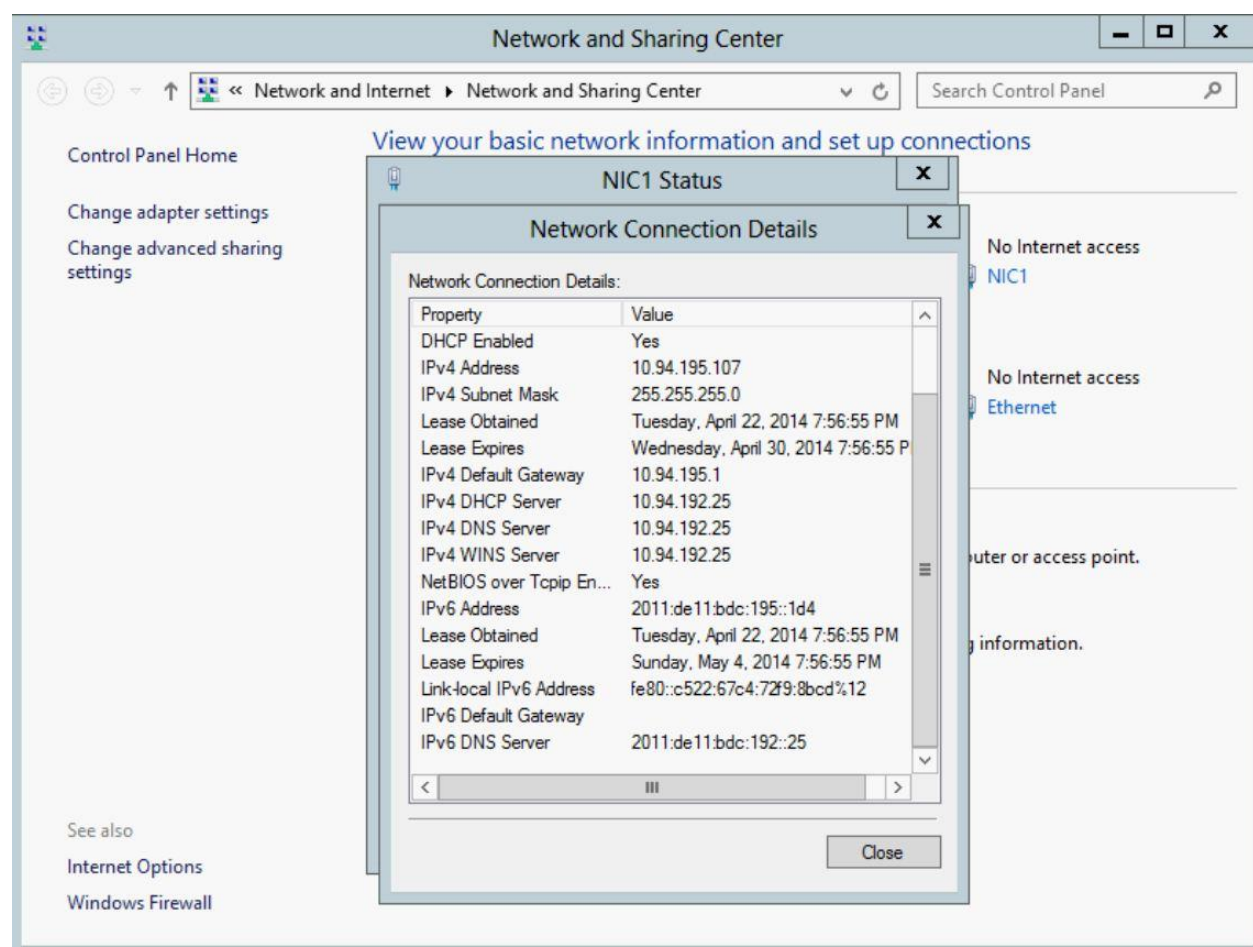 Network and Sharing Center
« Network and Internet ▸ Network and Sharing Center
Search Control Panel
Control Panel Home
Change adapter settings
Change advanced sharing
settings
See also
Internet Options
Windows Firewall
View your basic network information and set up connections
NIC1 Status
Network Connection Details
Network Connection Details:
Property Value
DHCP Enabled Yes
IPv4 Address 10.94.195.107
IPv4 Subnet Mask 255.255.255.0
Lease Obtained Tuesday, April 22, 2014 7:56:55 PM
Lease Expires Wednesday, April 30, 2014 7:56:55 P
IPv4 Default Gateway 10.94.195.1
IPv4 DHCP Server 10.94.192.25
IPv4 DNS Server 10.94.192.25
IPv4 WINS Server 10.94.192.25
NetBIOS over Tcpip En... Yes
IPv6 Address 2011:de11:bdc:195::1d4
Lease Obtained Tuesday, April 22, 2014 7:56:55 PM
Lease Expires Sunday, May 4, 2014 7:56:55 PM
Link-local IPv6 Address fe80::c522:67c4:72f9:8bcd%12
IPv6 Default Gateway
IPv6 DNS Server 2011:de11:bdc:192::25
Close
No Internet access
NIC1
No Internet access
Ethernet
or access point.
information.